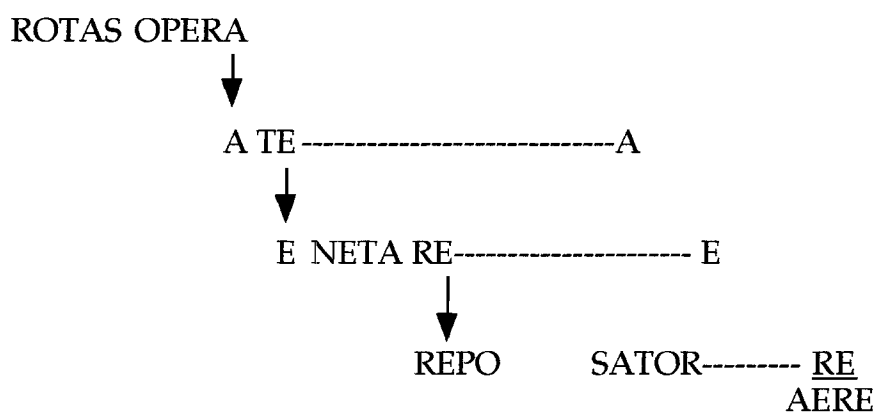 ROTAS OPERA
A TE-----------------------------A
E NETA RE---------------------- E
REPO SATOR--------- RE
AERE